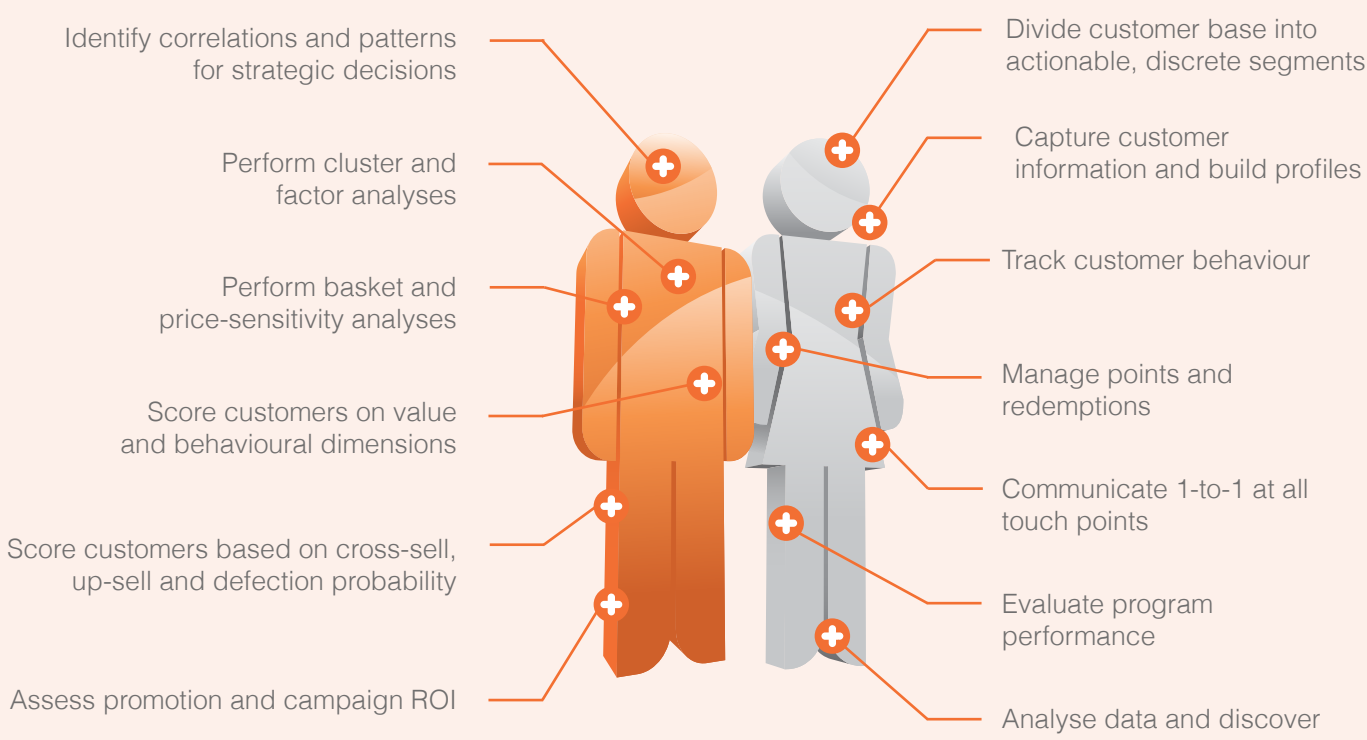 Identify correlations and patterns
for strategic decisions
Perform cluster and
factor analyses
Perform basket and
price-sensitivity analyses
Score customers on value
and behavioural dimensions
Score customers based on cross-sell,
up-sell and defection probability
Assess promotion and campaign ROI
Divide customer base into
actionable, discrete segments
Capture customer
information and build profiles
Track customer behaviour
Manage points and
redemptions
Communicate 1-to-1 at all
touch points
Evaluate program
performance
Analyse data and discover